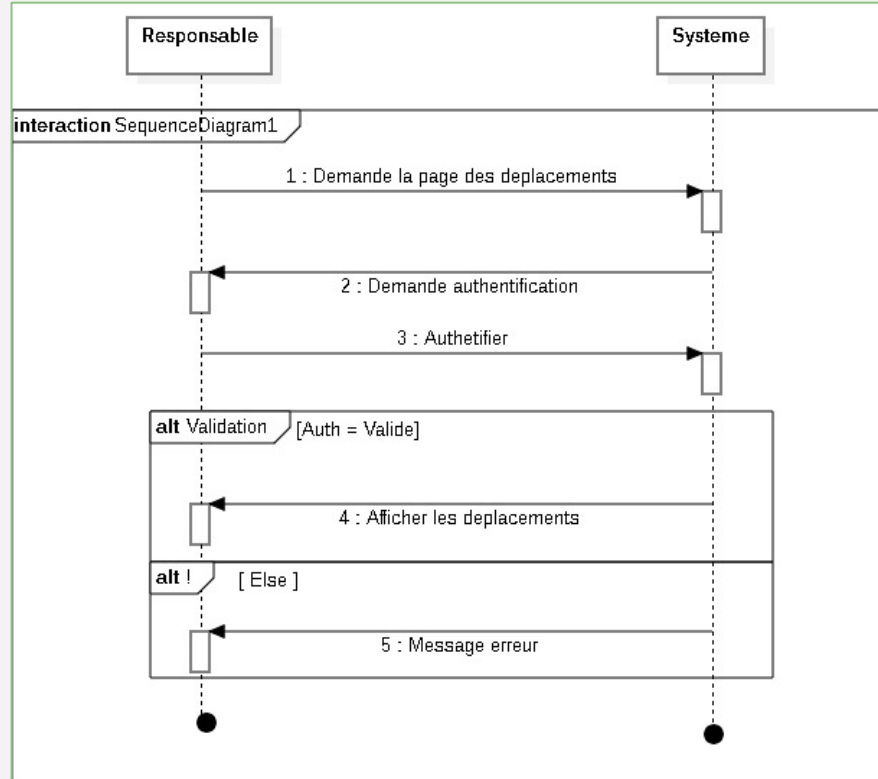 Responsable
Systeme
interaction SequenceDiagram1
1 : Demande la page des deplacements
2 : Demande authentification
3 : Authetifier
alt Validation [Auth = Valide]
4 : Afficher les deplacements
alt ! [ Else ]
5 : Message erreur